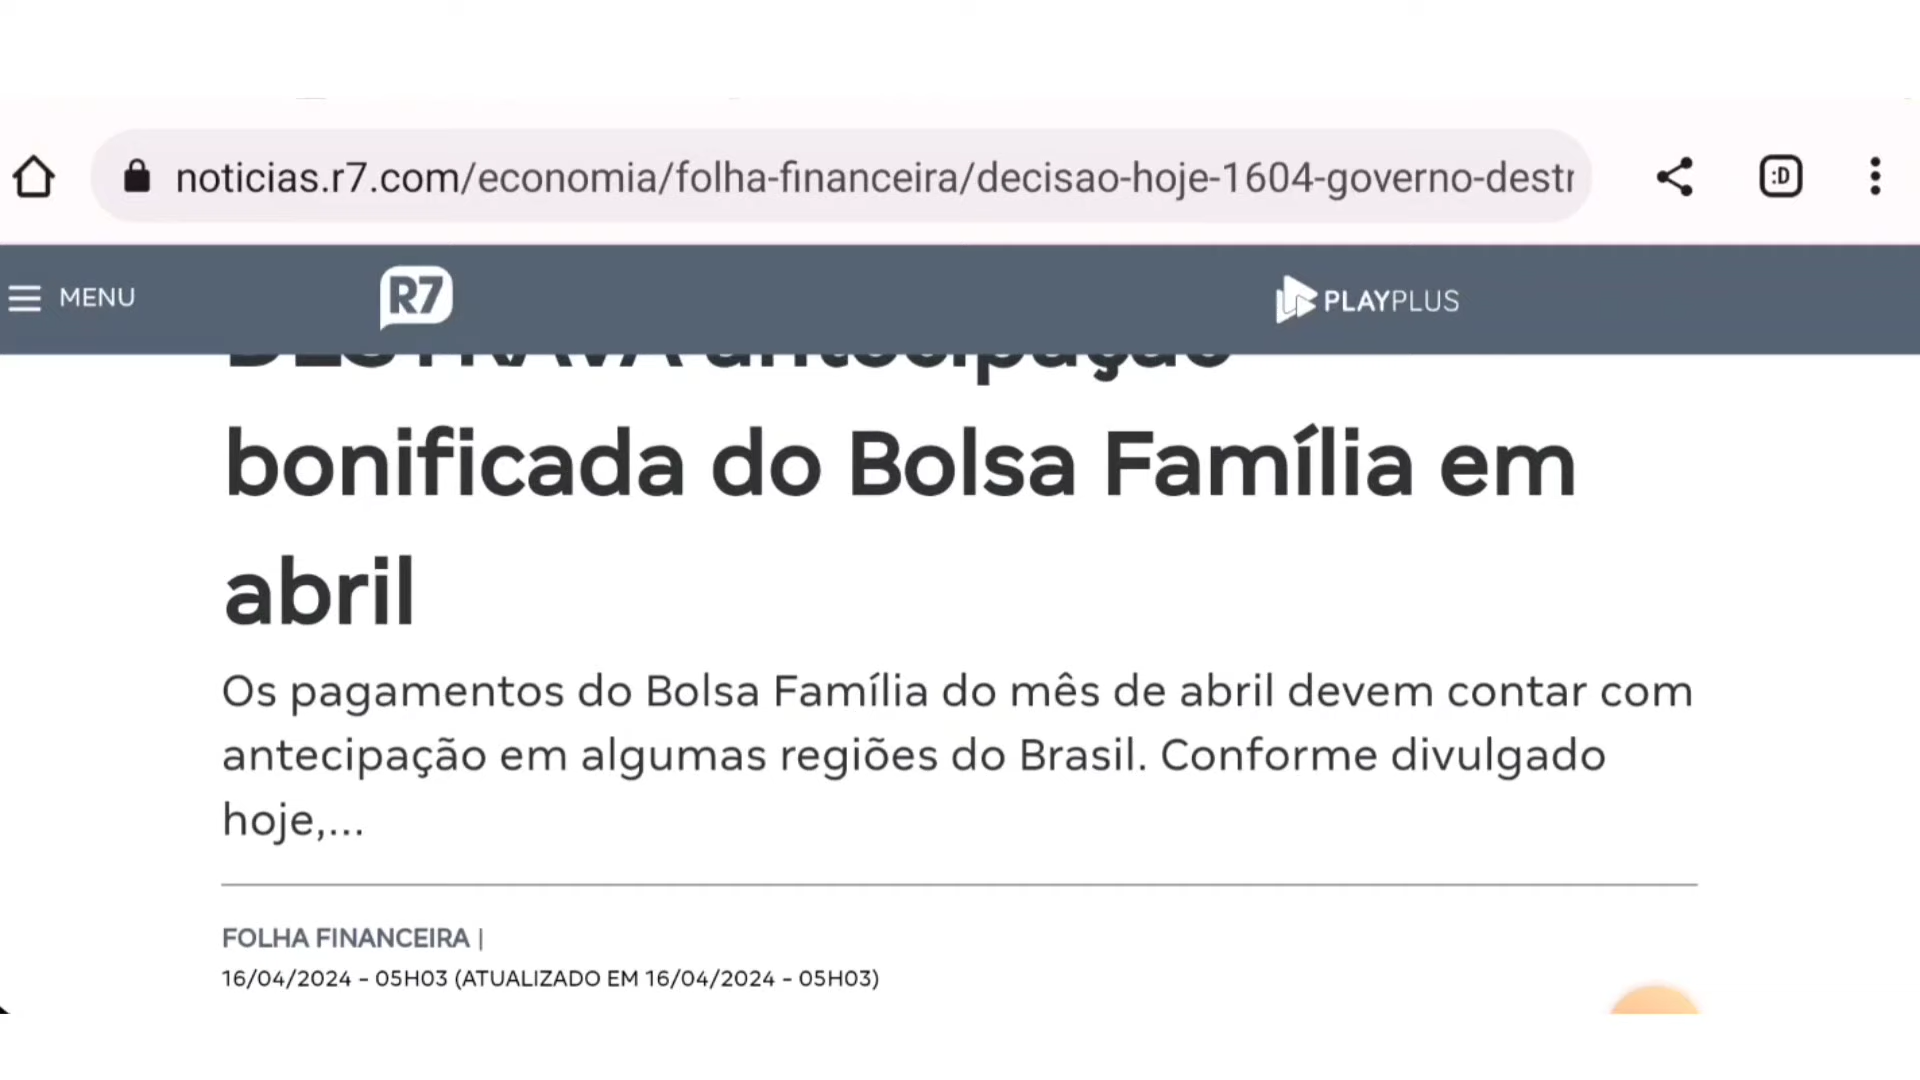 noticias.r7.com/economia/folha-financeira/decisao-hoje-1604-governo-destr
:D
MENU
R7
PLAYPLUS
DESTRAVA antecipação
bonificada do Bolsa Família em
abril
Os pagamentos do Bolsa Família do mês de abril devem contar com
antecipação em algumas regiões do Brasil. Conforme divulgado
hoje,...
FOLHA FINANCEIRA |
16/04/2024 - 05H03 (ATUALIZADO EM 16/04/2024 - 05H03)